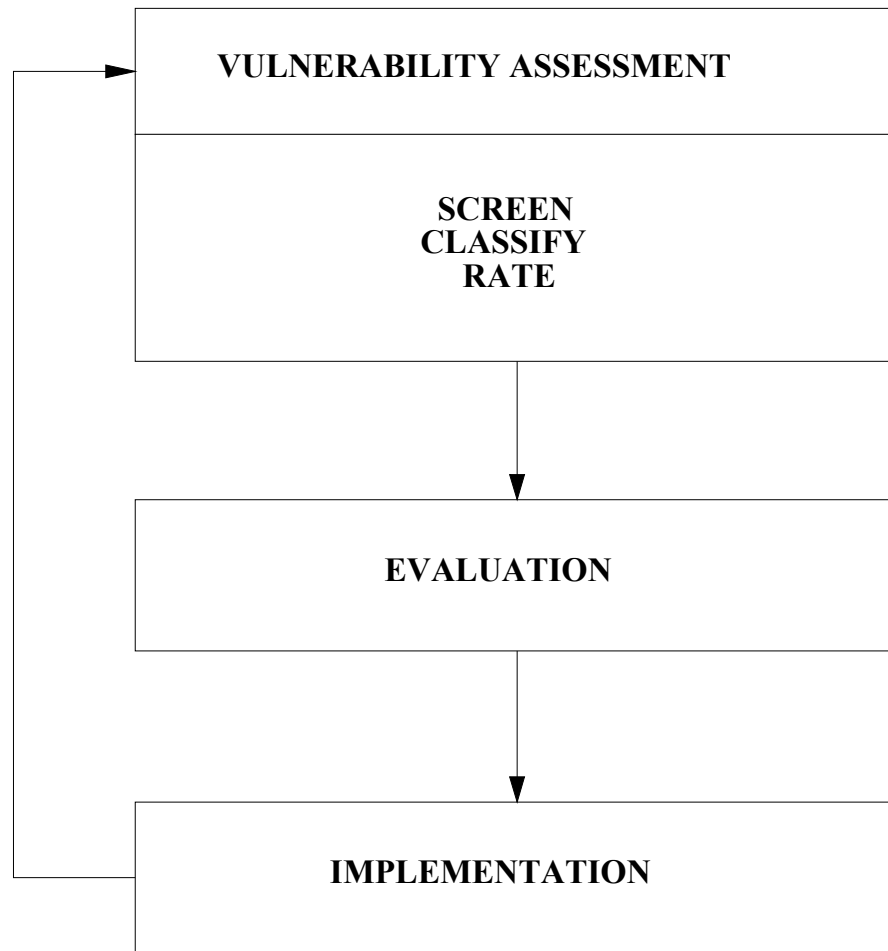 VULNERABILITY ASSESSMENT
SCREEN
CLASSIFY
RATE
EVALUATION
IMPLEMENTATION